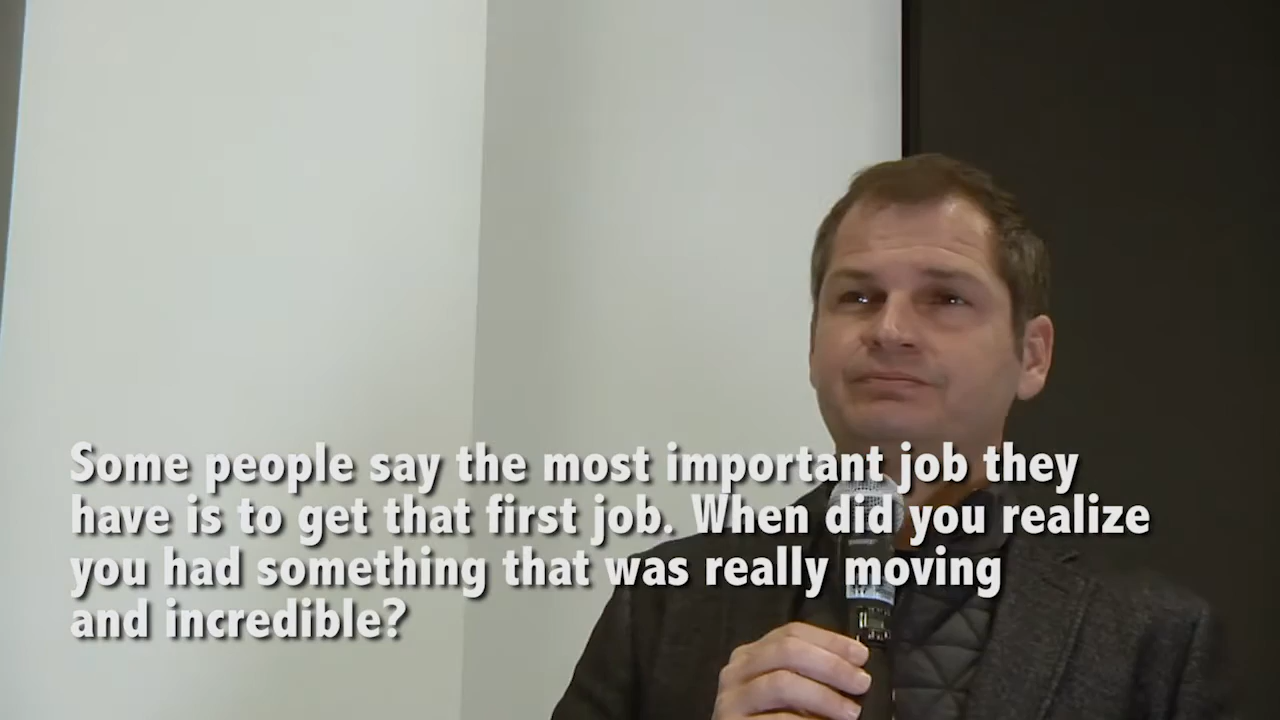 Some people say the most important job they
have is to get that first job. When did you realize
you had something that was really moving
and incredible?